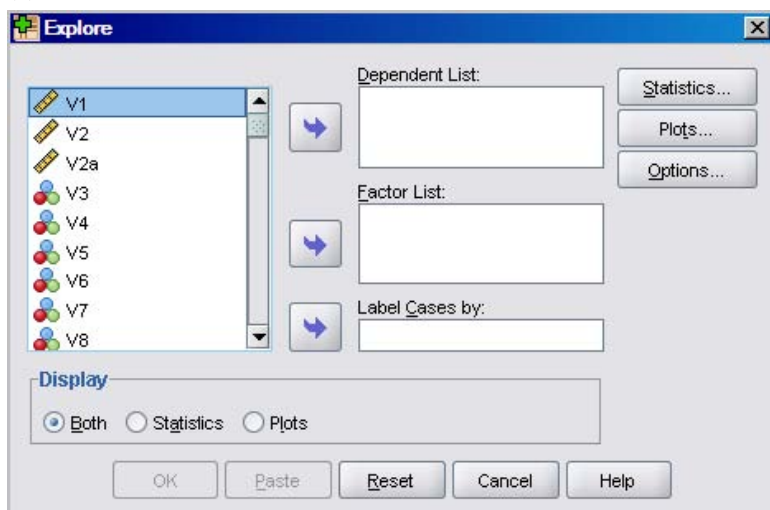 Explore
V1
V2
V2a
V3
V4
V5
V6
V7
V8
Dependent List:
Factor List:
Label Cases by:
Statistics...
Plots...
Options...
Display
Both Statistics Plots
OK Paste Reset Cancel Help